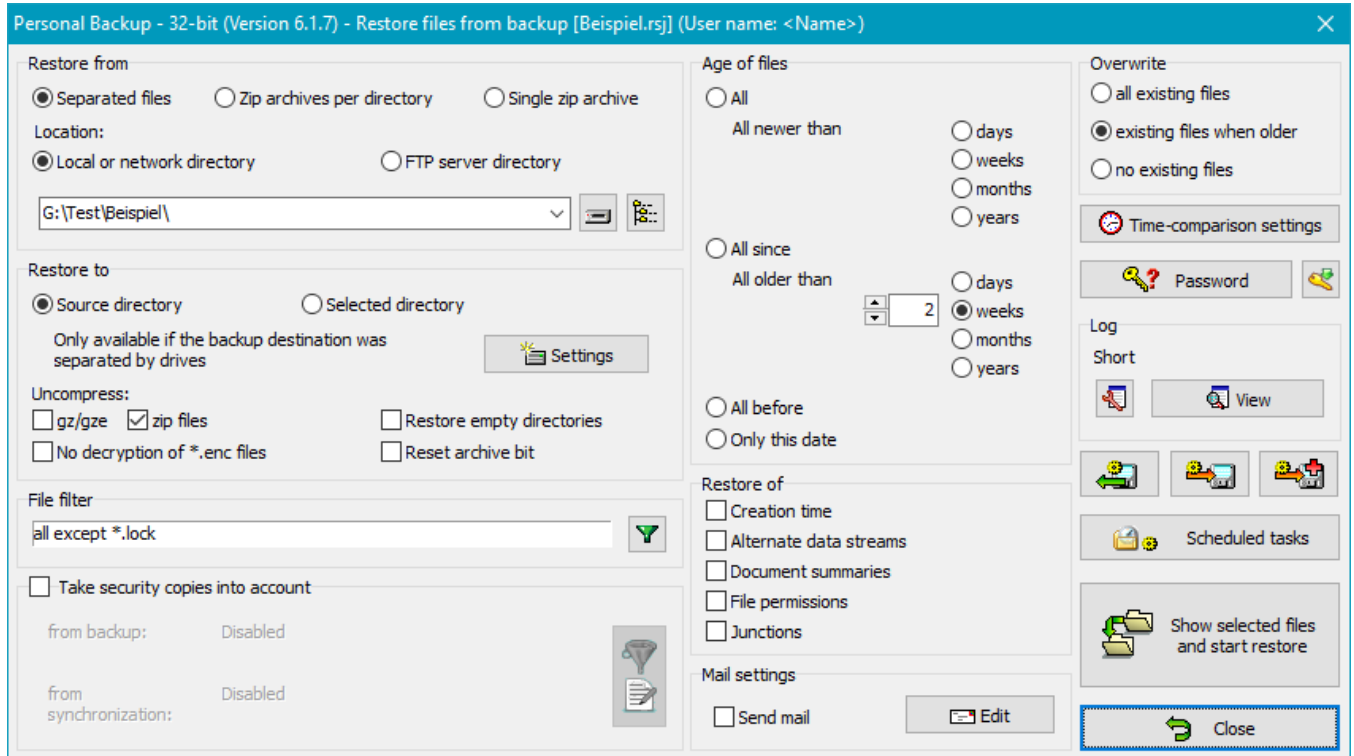 Personal Backup - 32-bit (Version 6.1.7) - Restore files from backup [Beispiel.rsj] (User name: <Name>)
Restore from
Separated files
Zip archives per directory
Single zip archive
Location:
Local or network directory
FTP server directory
G:\Test\Beispiel\
Restore to
Source directory
Selected directory
Only available if the backup destination was
separated by drives
Settings
Uncompress:
gz/gze
zip files
Restore empty directories
No decryption of *.enc files
Reset archive bit
File filter
all except *.lock
Take security copies into account
from backup:
Disabled
from
synchronization:
Disabled
Age of files
All
All newer than
days
weeks
months
years
All since
All older than
2
days
weeks
months
years
All before
Only this date
Restore of
Creation time
Alternate data streams
Document summaries
File permissions
Junctions
Mail settings
Send mail
Edit
Overwrite
all existing files
existing files when older
no existing files
Time-comparison settings
Password
Log
Short
View
Scheduled tasks
Show selected files
and start restore
Close